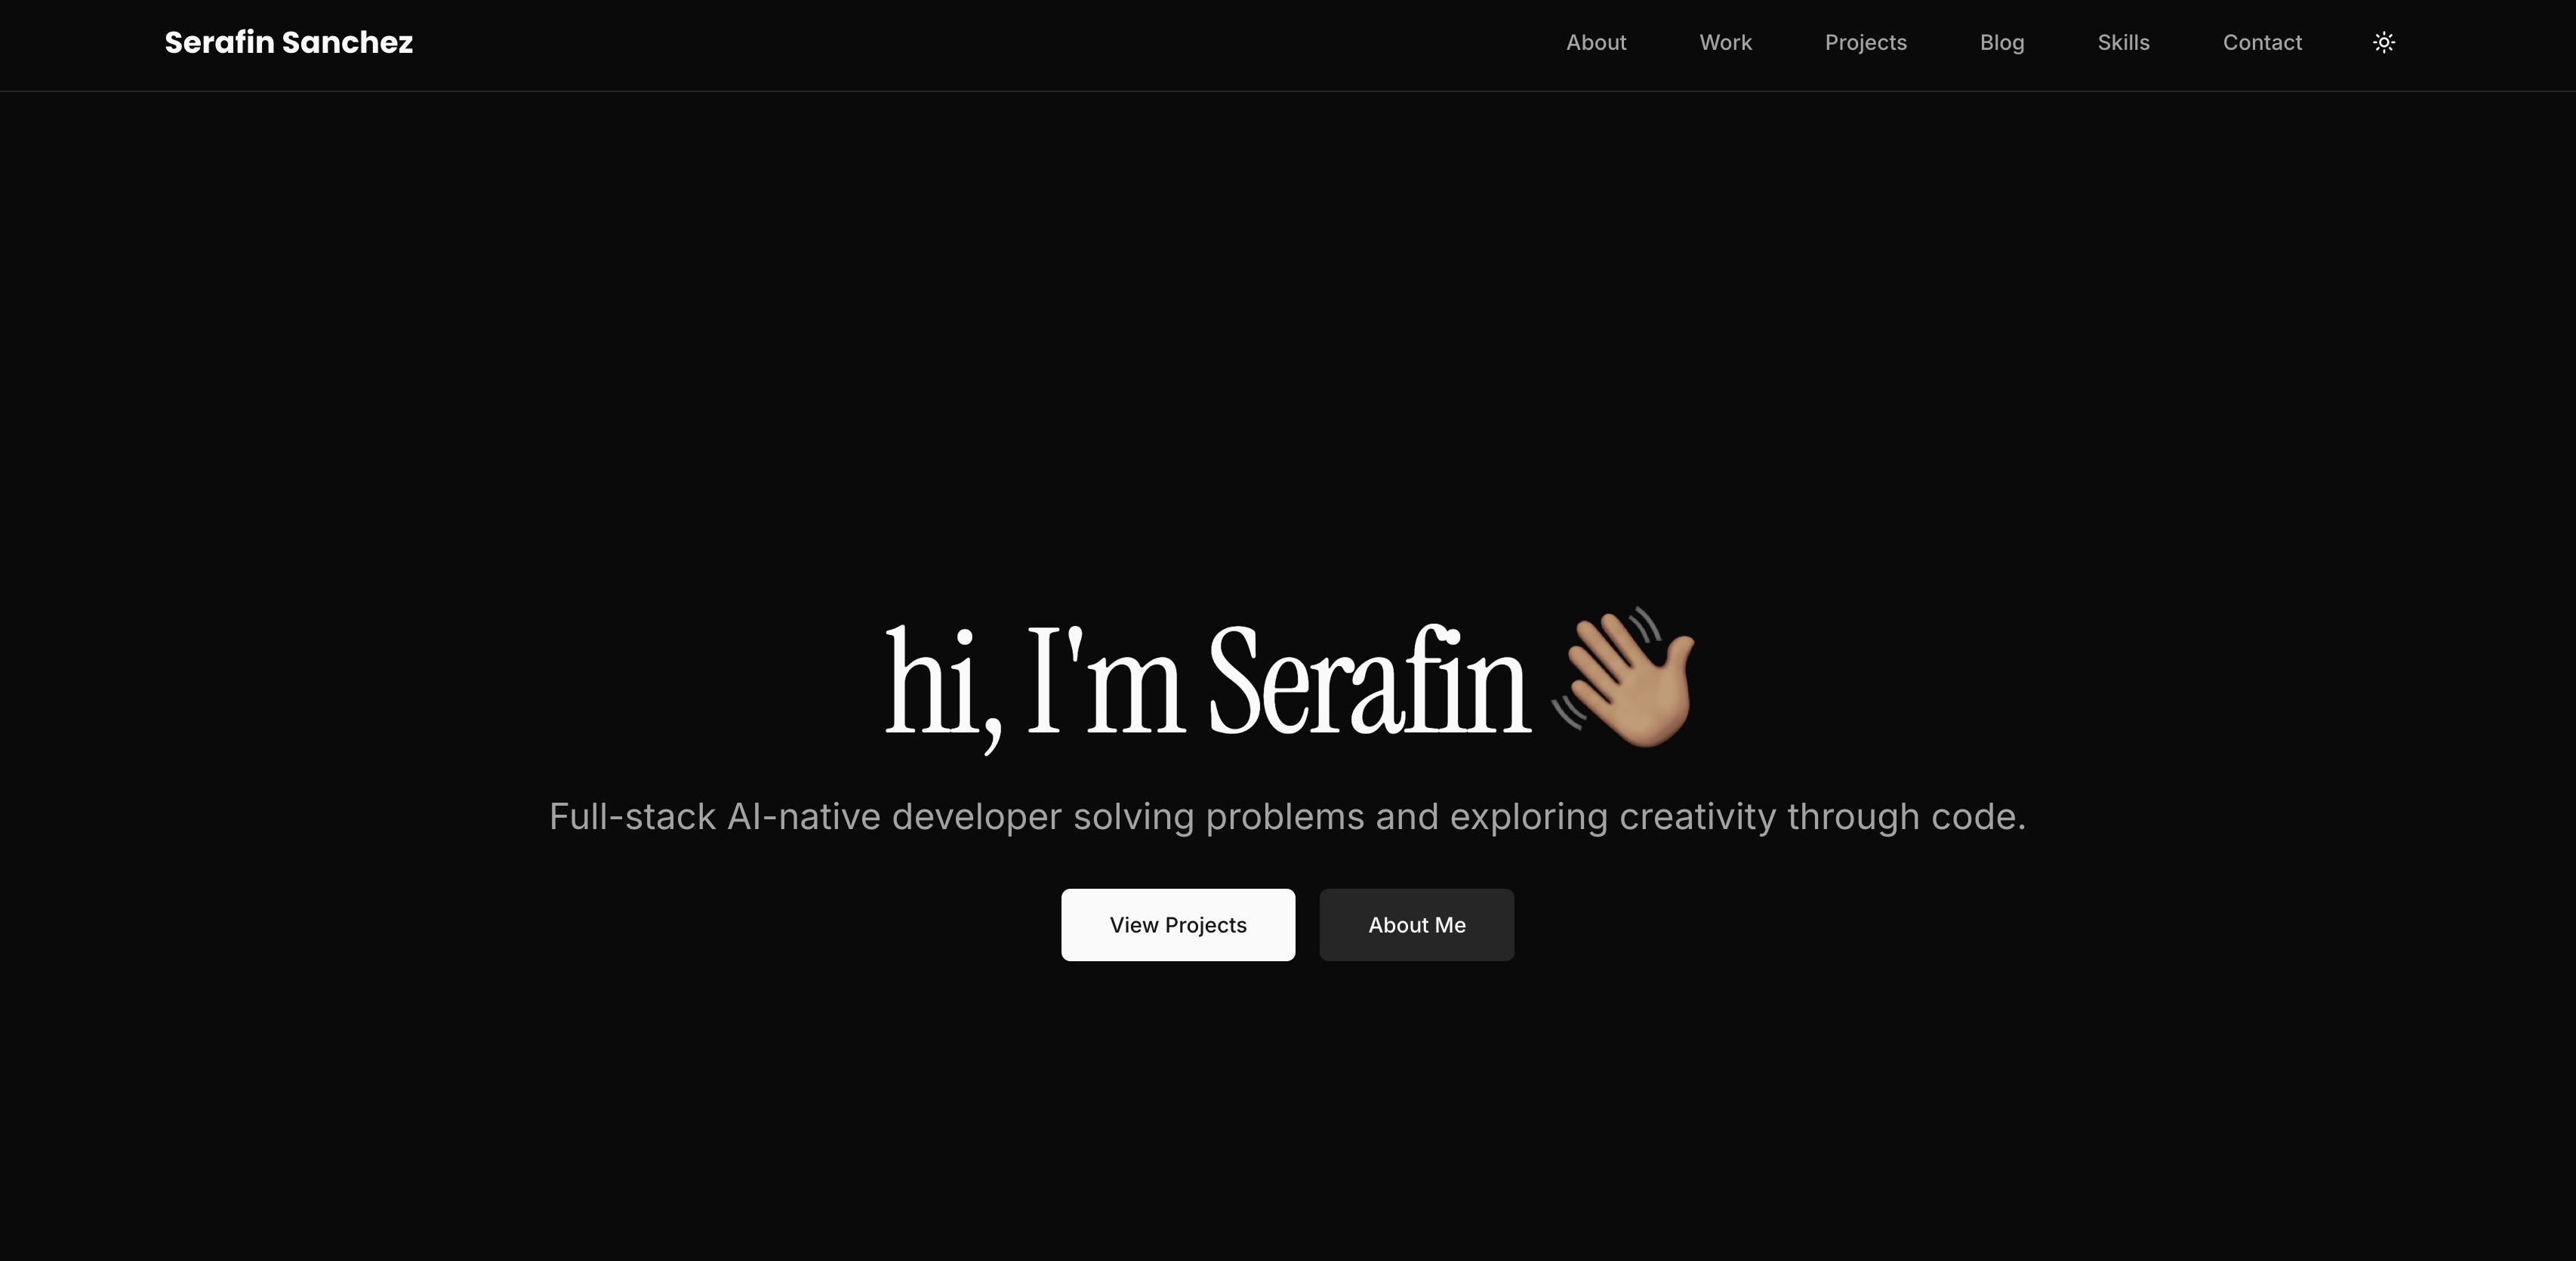 Serafin Sanchez
About Work Projects Blog Skills Contact
hi, I'm Serafin 👋🏽
Full-stack AI-native developer solving problems and exploring creativity through code.
View Projects About Me